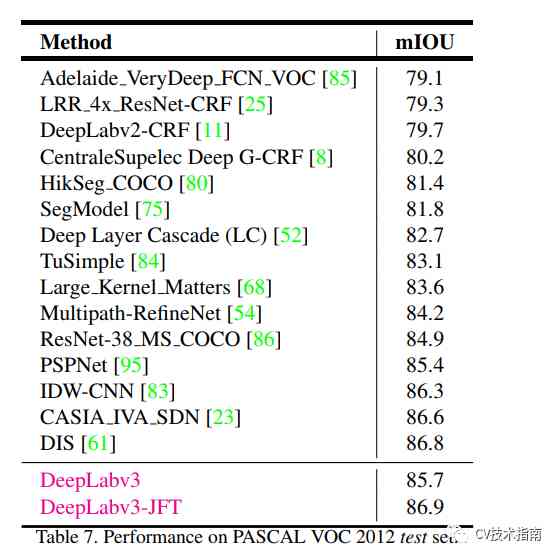 Method mIOU
Adelaide_VeryDeep_FCN_VOC [85] 79.1
LRR_4x_ResNet-CRF [25] 79.3
DeepLabv2-CRF [11] 79.7
CentraleSupelec Deep G-CRF [8] 80.2
HikSeg_COCO [80] 81.4
SegModel [75] 81.8
Deep Layer Cascade (LC) [52] 82.7
TuSimple [84] 83.1
Large_Kernel_Matters [68] 83.6
Multipath-RefineNet [54] 84.2
ResNet-38_MS_COCO [86] 84.9
PSPNet [95] 85.4
IDW-CNN [83] 86.3
CASIA_IVA_SDN [23] 86.6
DIS [61] 86.8
DeepLabv3 85.7
DeepLabv3-JFT 86.9
Table 7. Performance on PASCAL VOC 2012 test set.
CV技术指南